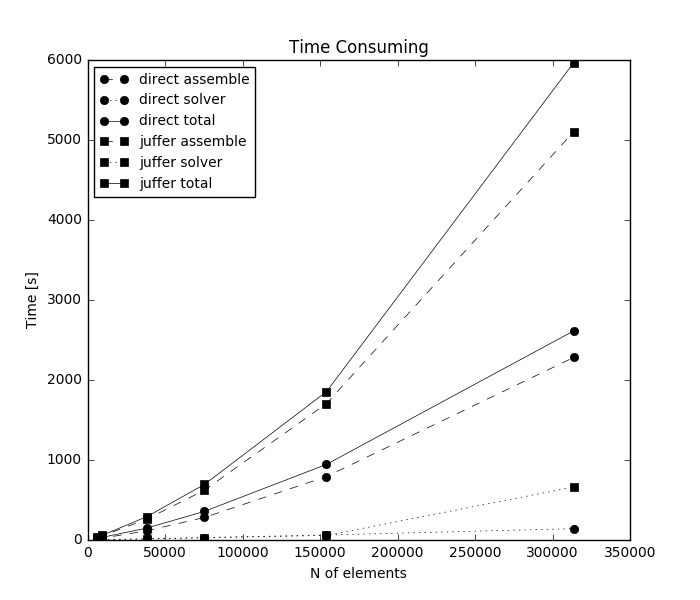 Time Consuming
6000
5000
4000
3000
2000
1000
0
Time [s]
direct assemble
direct solver
direct total
juffer assemble
juffer solver
juffer total
0 50000 100000 150000 200000 250000 300000 350000
N of elements